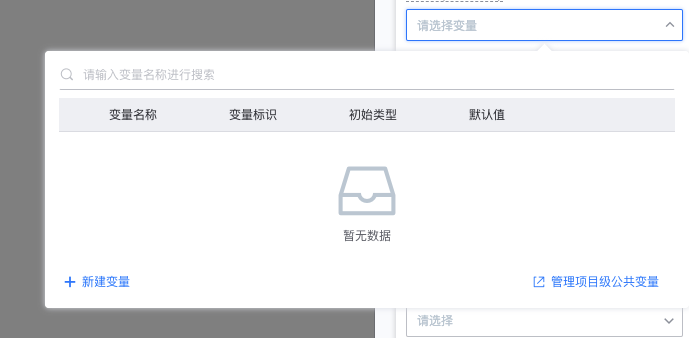 请选择变量
请输入变量名称进行搜索
变量名称 变量标识 初始类型 默认值
暂无数据
新建变量 管理项目级公共变量
请选择